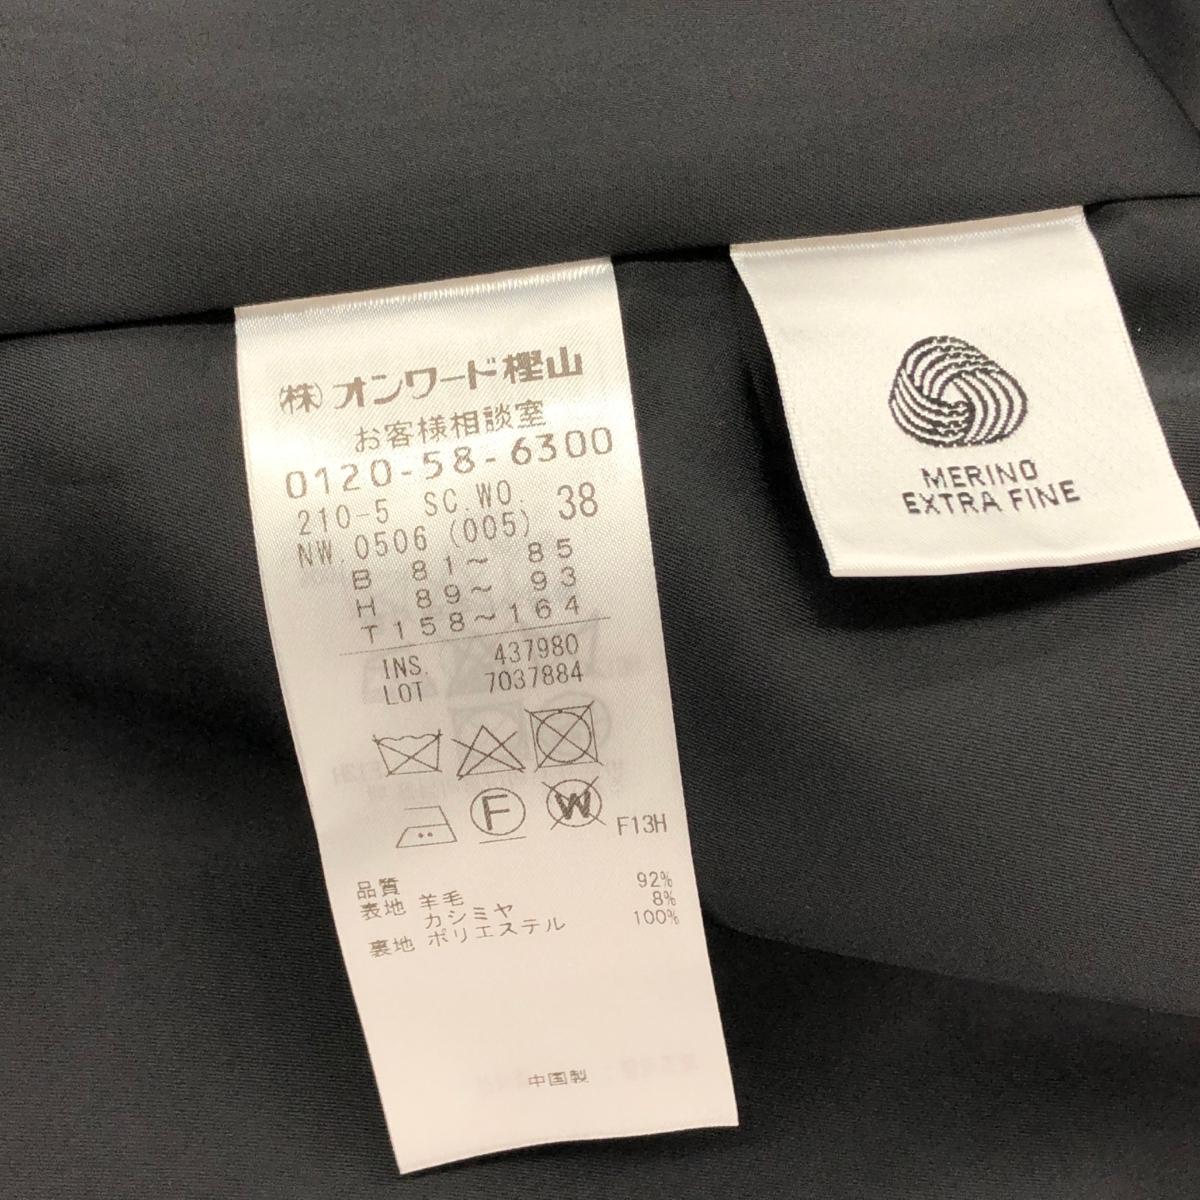 (株)オンワード樫山
お客様相談室
0120-58-6300
210-5 SC.WO. 38
NW.0506 (005)
B 81~ 85
H 89~ 93
T158~164
INS. 437980
LOT 7037884
F W F13H
品質
表地 羊毛 92%
カシミヤ 8%
裏地 ポリエステル 100%
中国製
MERINO
EXTRA FINE